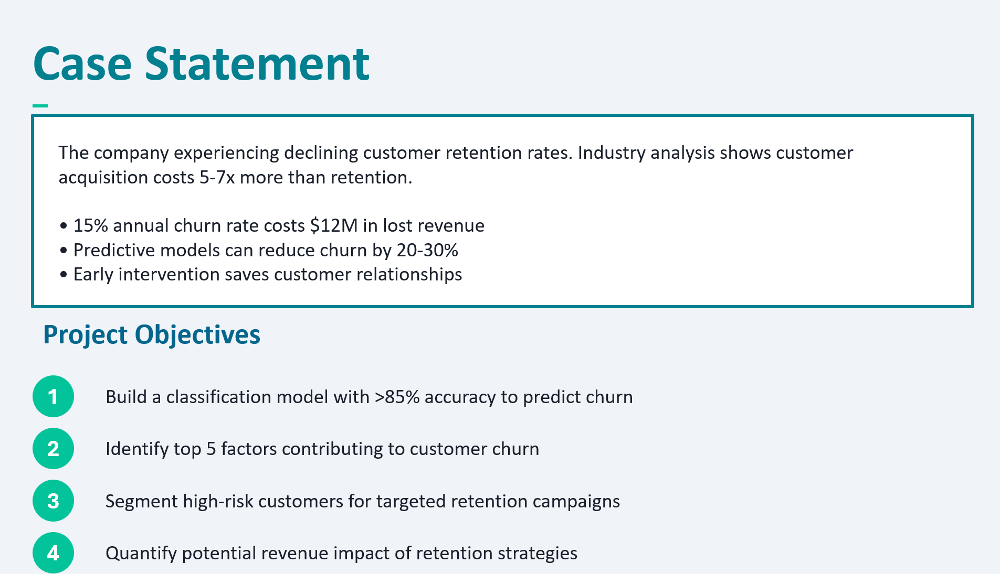 Case Statement
The company experiencing declining customer retention rates. Industry analysis shows customer
acquisition costs 5-7x more than retention.
• 15% annual churn rate costs $12M in lost revenue
• Predictive models can reduce churn by 20-30%
• Early intervention saves customer relationships
Project Objectives
1 Build a classification model with >85% accuracy to predict churn
2 Identify top 5 factors contributing to customer churn
3 Segment high-risk customers for targeted retention campaigns
4 Quantify potential revenue impact of retention strategies